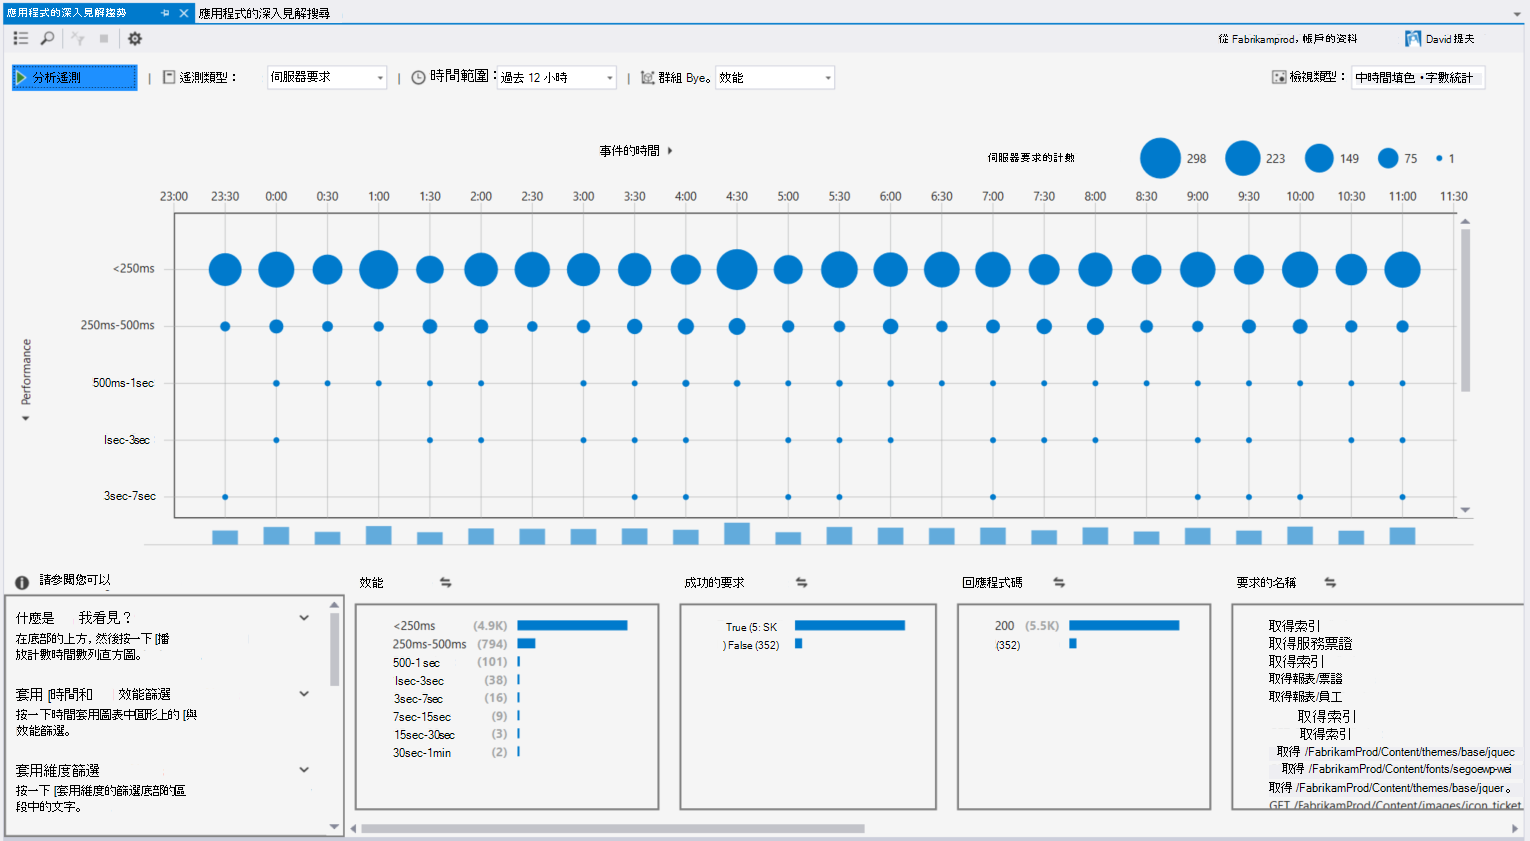 應用程式的深入見解趨勢
應用程式的深入見解搜尋
從 Fabrikamprod，帳戶的資料
David 提夫
分析遙測
遙測類型：
伺服器要求
時間範圍：
過去 12 小時
群組 Bye。
效能
檢視類型：
中時間填色・字數統計
事件的時間
伺服器要求的計數
298
223
149
75
1
23:00 23:30 0:00 0:30 1:00 1:30 2:00 2:30 3:00 3:30 4:00 4:30 5:00 5:30 6:00 6:30 7:00 7:30 8:00 8:30 9:00 9:30 10:00 10:30 11:00 11:30
Performance
<250ms
250ms-500ms
500ms-1sec
lsec-3sec
3sec-7sec
請參閱您可以
什麼是 我看見？
在底部的上方，然後按一下 [播
放計數時間數列直方圖。
套用 [時間和 效能篩選
按一下時間套用圖表中圓形上的 [與
效能篩選。
套用維度篩選
按一下 [套用維度的篩選底部的區
段中的文字。
效能
<250ms (4.9K)
250ms-500ms (794)
500-1 sec (101)
lsec-3sec (38)
3sec-7sec (16)
7sec-15sec (9)
15sec-30sec (3)
30sec-1min (2)
成功的要求
True (5: SK
) False (352)
回應程式碼
200 (5.5K)
(352)
要求的名稱
取得索引
取得服務票證
取得索引
取得報表/票證
取得報表/員工
取得索引
取得索引
取得 /FabrikamProd/Content/themes/base/jquec
取得 /FabrikamProd/Content/fonts/segoewp-wei
取得 /FabrikamProd/Content/themes/base/jquer。
GET /FabrikamProd/Content/images/icon_ticket